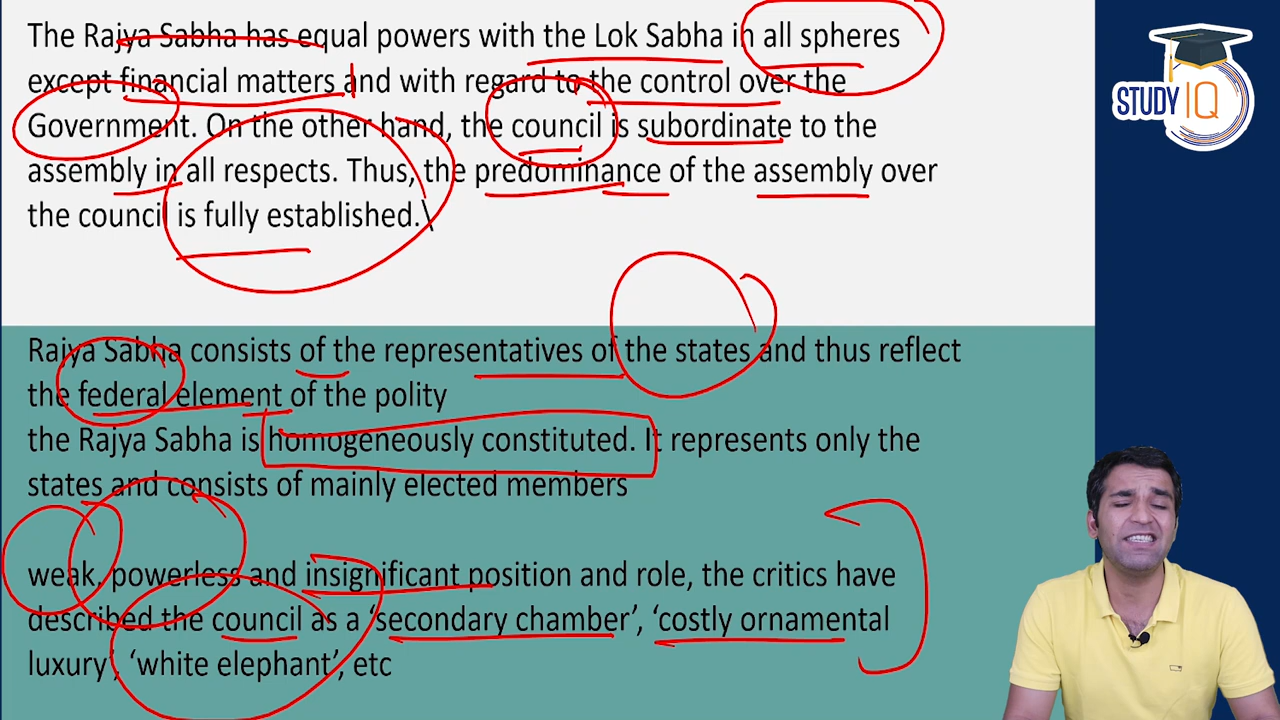 The Rajya Sabha has equal powers with the Lok Sabha in all spheres
except financial matters and with regard to the control over the
Government. On the other hand, the council is subordinate to the
assembly in all respects. Thus, the predominance of the assembly over
the council is fully established.\
Rajya Sabha consists of the representatives of the states and thus reflect
the federal element of the polity
the Rajya Sabha is homogeneously constituted. It represents only the
states and consists of mainly elected members
weak, powerless and insignificant position and role, the critics have
described the council as a ‘secondary chamber’, ‘costly ornamental
luxury’, ‘white elephant’, etc
STUDY IQ